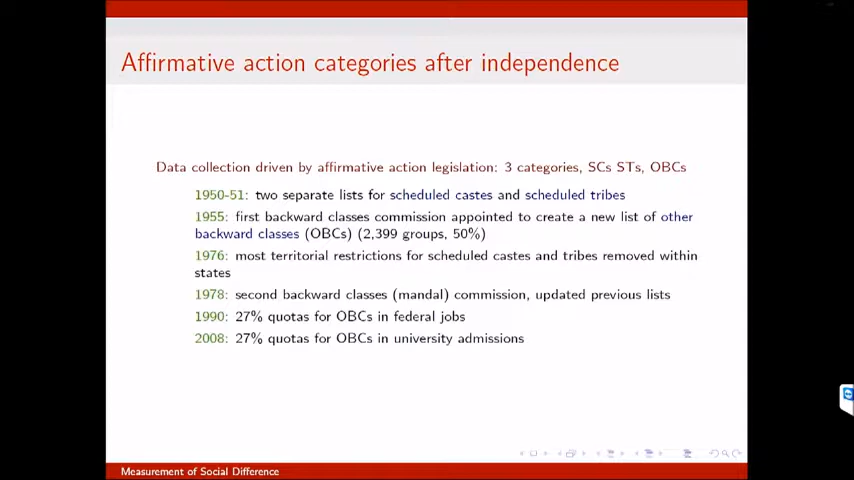 Affirmative action categories after independence
Data collection driven by affirmative action legislation: 3 categories, SCs STs, OBCs
1950-51: two separate lists for scheduled castes and scheduled tribes
1955: first backward classes commission appointed to create a new list of other
backward classes (OBCs) (2,399 groups, 50%)
1976: most territorial restrictions for scheduled castes and tribes removed within
states
1978: second backward classes (mandal) commission, updated previous lists
1990: 27% quotas for OBCs in federal jobs
2008: 27% quotas for OBCs in university admissions
Measurement of Social Difference